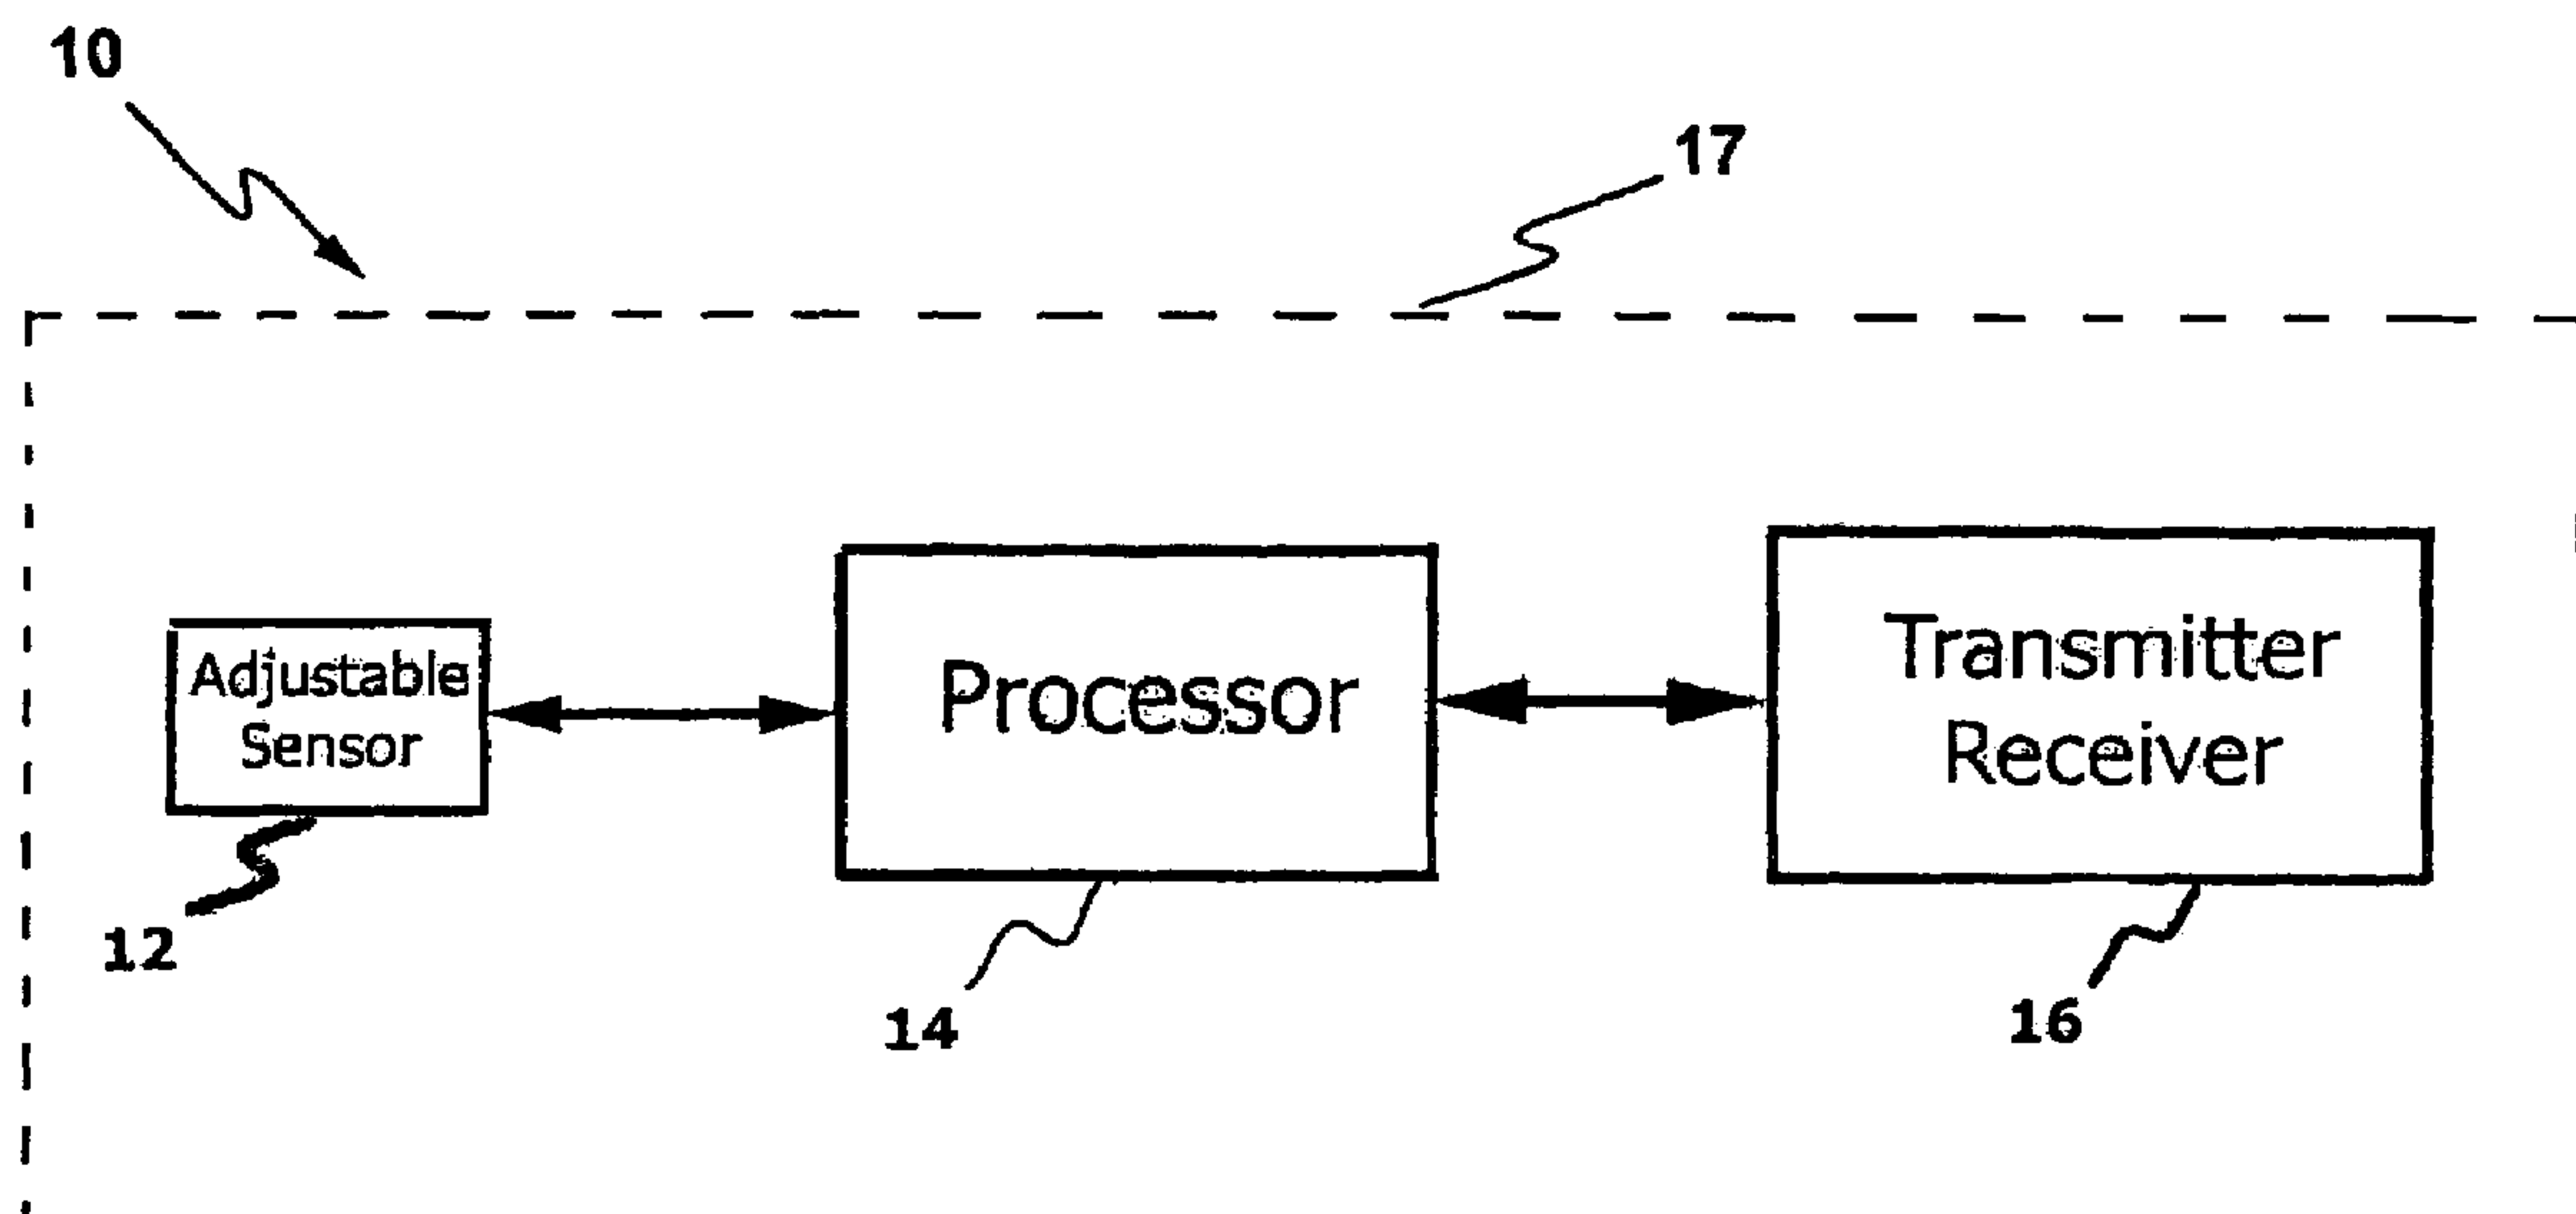 10
17
Adjustable
Sensor
Processor
Transmitter
Receiver
12
14
16